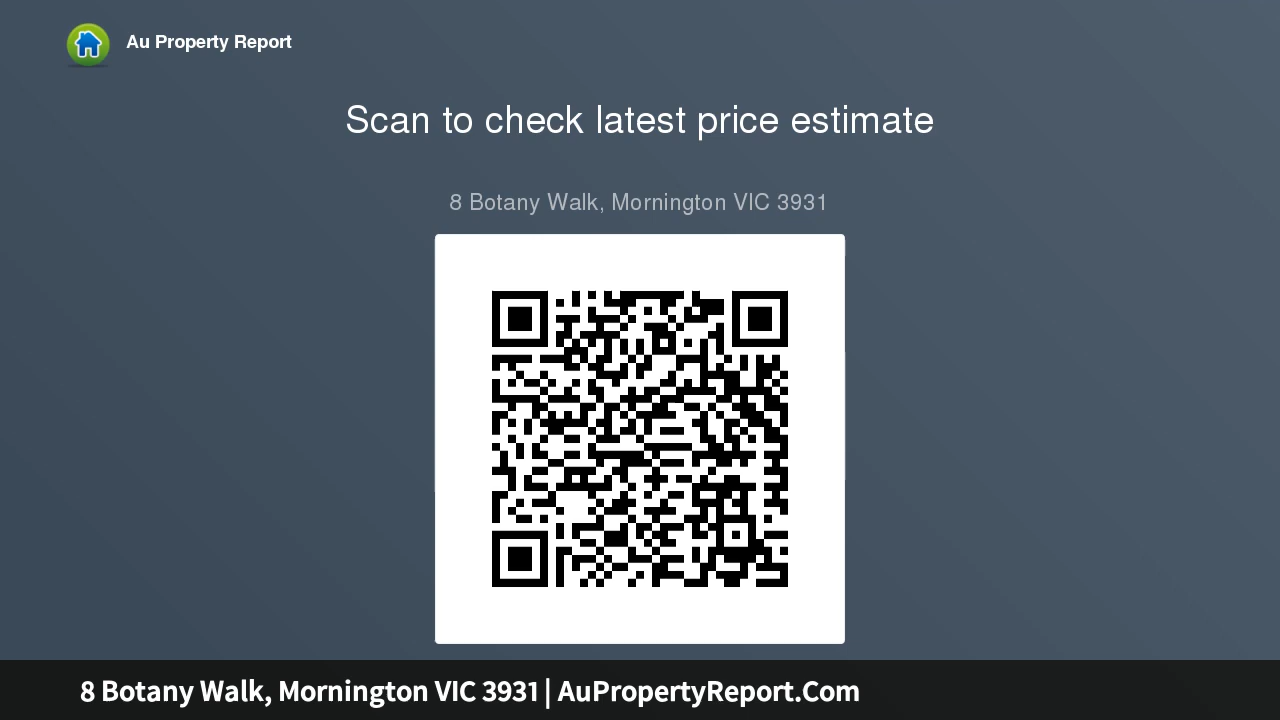 Au Property Report
Scan to check latest price estimate
8 Botany Walk, Mornington VIC 3931
8 Botany Walk, Mornington VIC 3931 | AuPropertyReport.Com